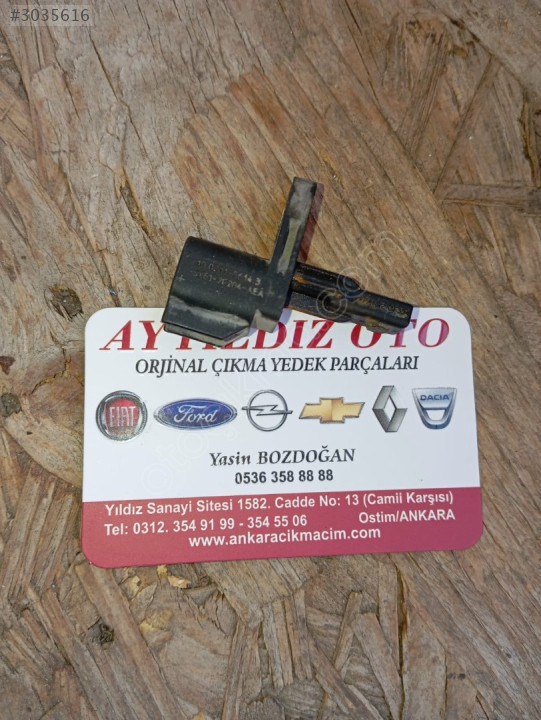 #3035616
AY YILDIZ OTO
ORJİNAL ÇIKMA YEDEK PARÇALARI
FIAT
Ford
DACIA
Yasin BOZDOĞAN
0536 358 88 88
Yıldız Sanayi Sitesi 1582. Cadde No: 13 (Camii Karşısı)
Tel: 0312. 354 91 99 - 354 55 06 Ostim/ANKARA
www.ankaracikmacim.com